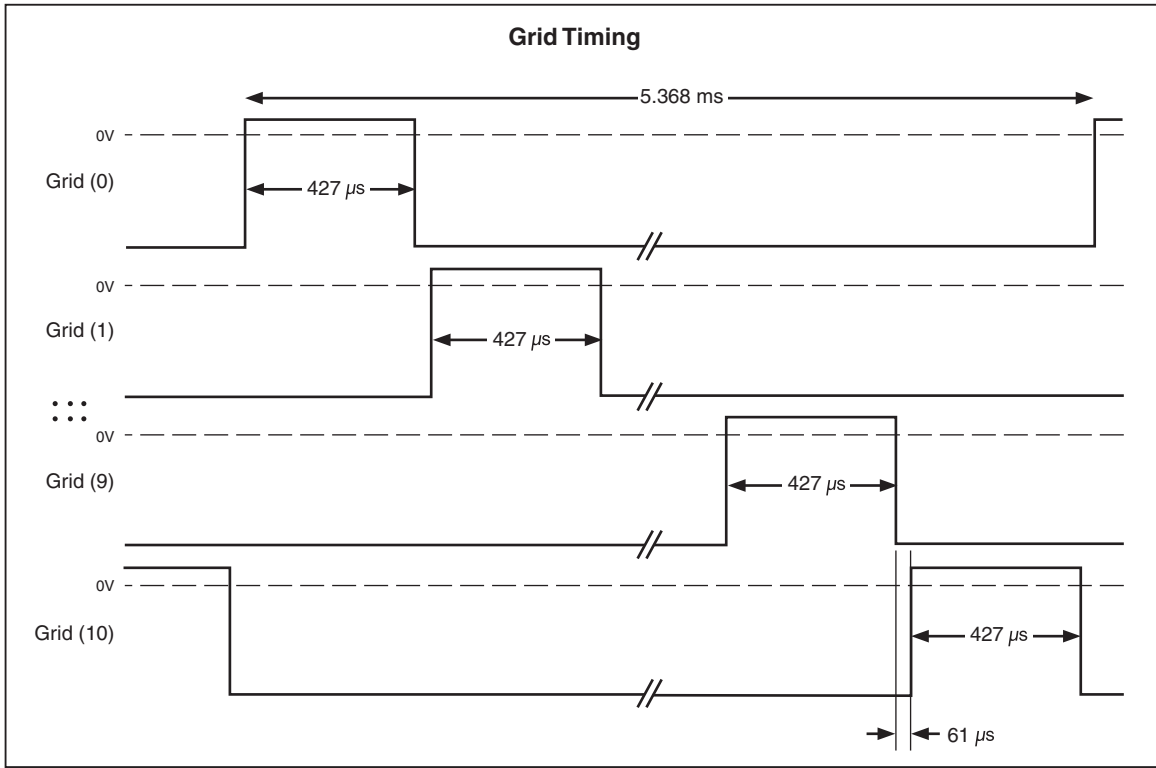 Grid Timing
5.368 ms
0V
Grid (0)
427 µs
0V
Grid (1)
427 µs
0V
Grid (9)
427 µs
0V
Grid (10)
427 µs
61 µs